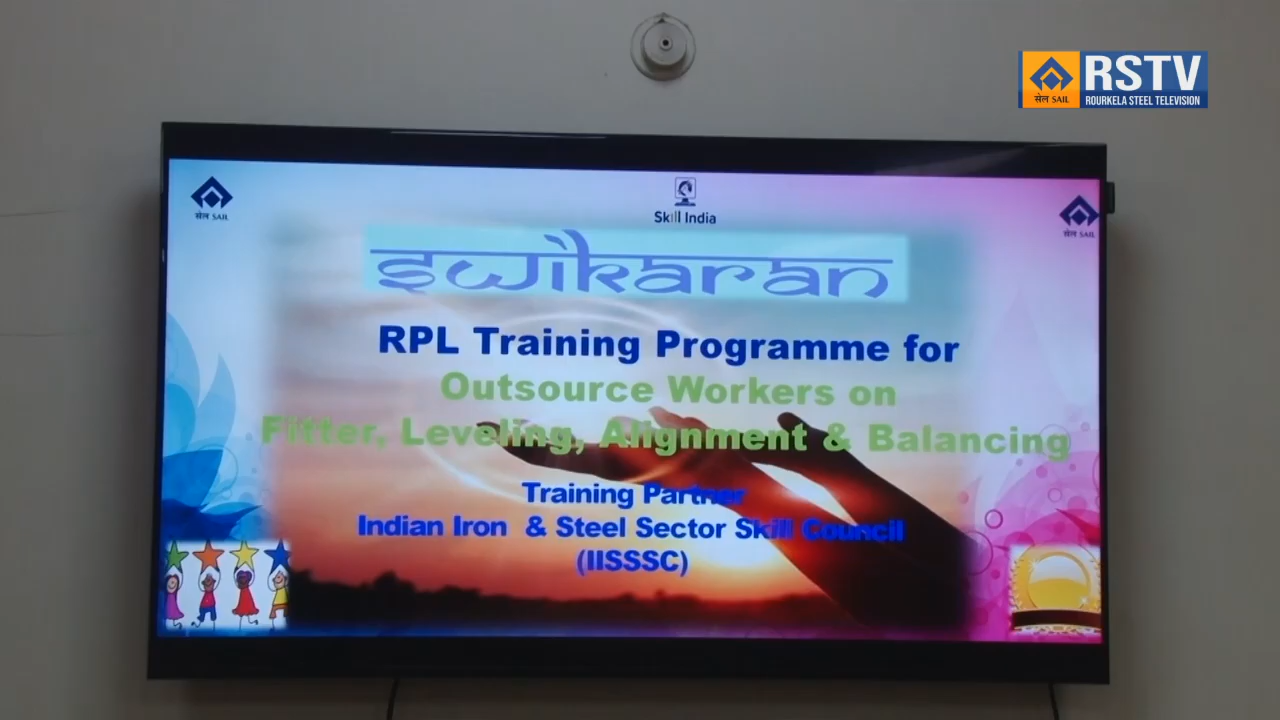 RSTV
सेल SAIL
ROURKELA STEEL TELEVISION
सेल SAIL
Skill India
सेल SAIL
swikaran
RPL Training Programme for
Outsource Workers on
Fitter, Leveling, Alignment & Balancing
Training Partner
Indian Iron & Steel Sector Skill Council
(IISSSC)